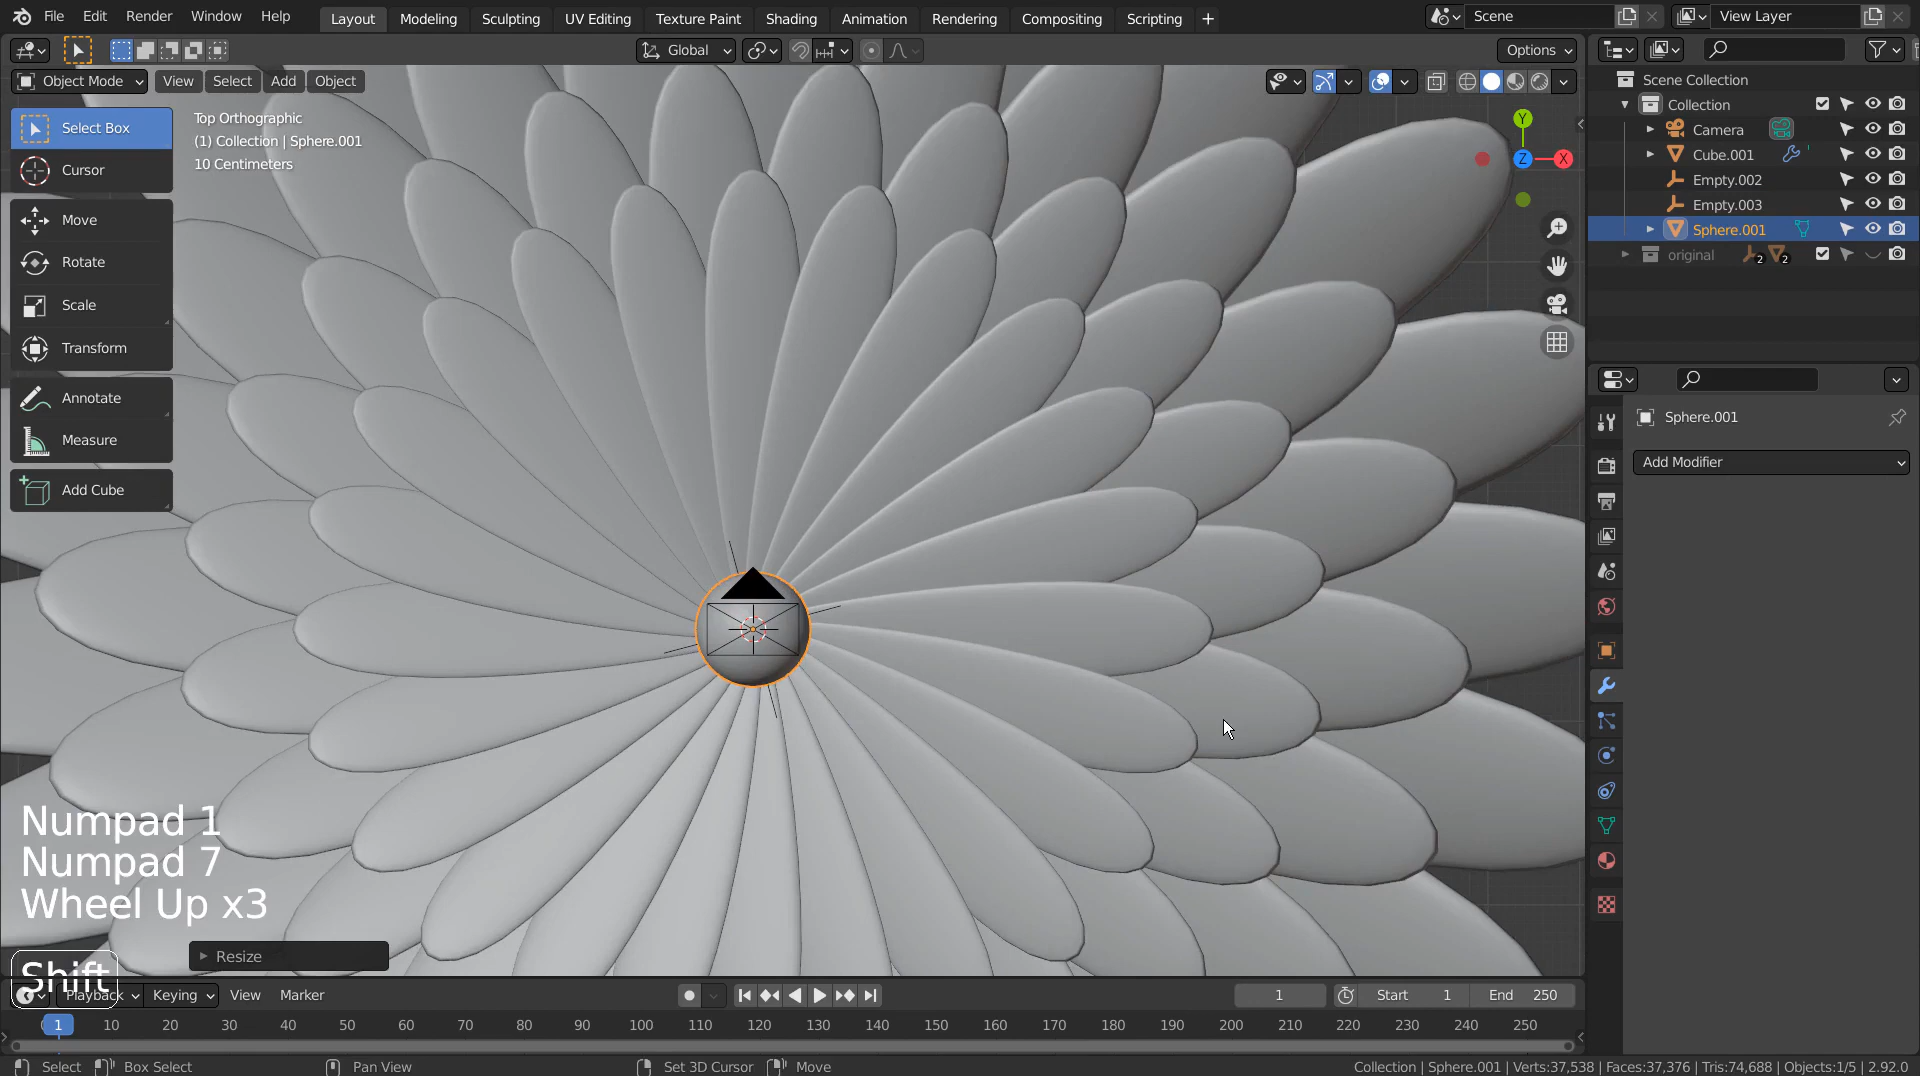 File Edit Render Window Help Layout Modeling Sculpting UV Editing Texture Paint Shading Animation Rendering Compositing Scripting + Scene View Layer
Global Options
Object Mode View Select Add Object
Select Box
Cursor
Move
Rotate
Scale
Transform
Annotate
Measure
Add Cube
Top Orthographic
(1) Collection | Sphere.001
10 Centimeters
Y
Z
X
Scene Collection
Collection
Camera
Cube.001
Empty.002
Empty.003
Sphere.001
original 2 2
Sphere.001
Add Modifier
Numpad 1
Numpad 7
Wheel Up x3
Shift
Resize
Playback Keying View Marker 1 Start 1 End 250
1 10 20 30 40 50 60 70 80 90 100 110 120 130 140 150 160 170 180 190 200 210 220 230 240 250
Select Box Select Pan View Set 3D Cursor Move Collection | Sphere.001 | Verts:37,538 | Faces:37,376 | Tris:74,688 | Objects:1/5 | 2.92.0